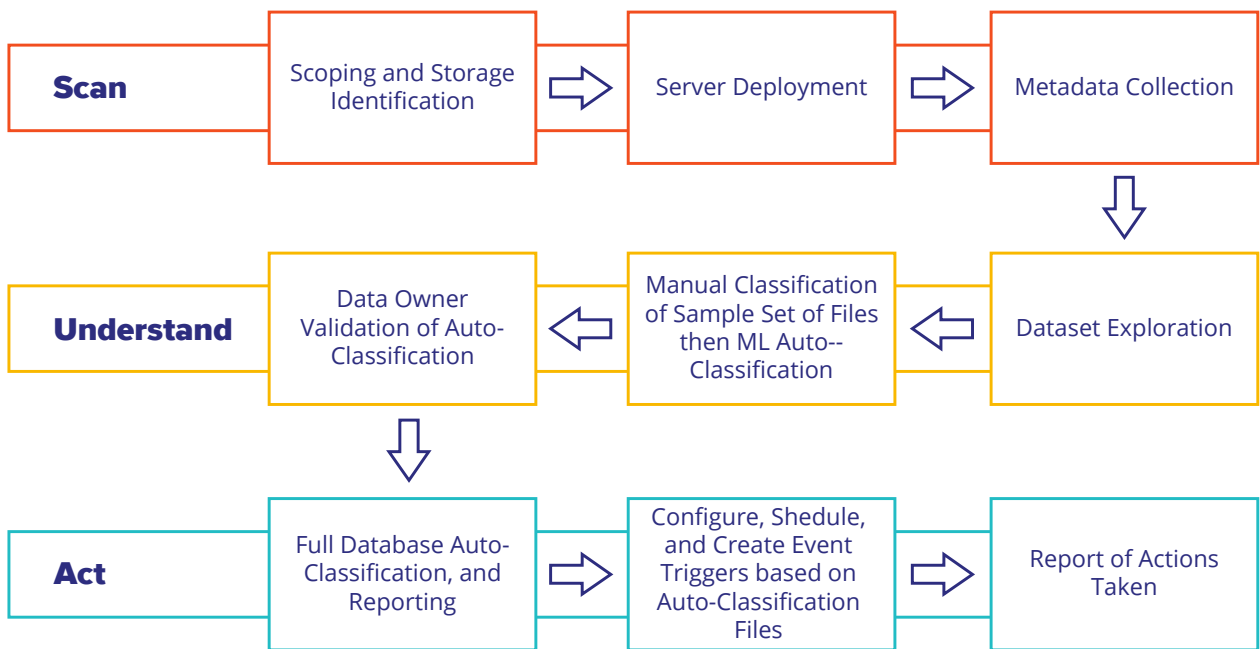 Scan
Scoping and Storage
Identification
Server Deployment
Metadata Collection
Understand
Data Owner
Validation of Auto-
Classification
Manual Classification
of Sample Set of Files
then ML Auto--
Classification
Dataset Exploration
Act
Full Database Auto-
Classification, and
Reporting
Configure, Shedule,
and Create Event
Triggers based on
Auto-Classification
Files
Report of Actions
Taken